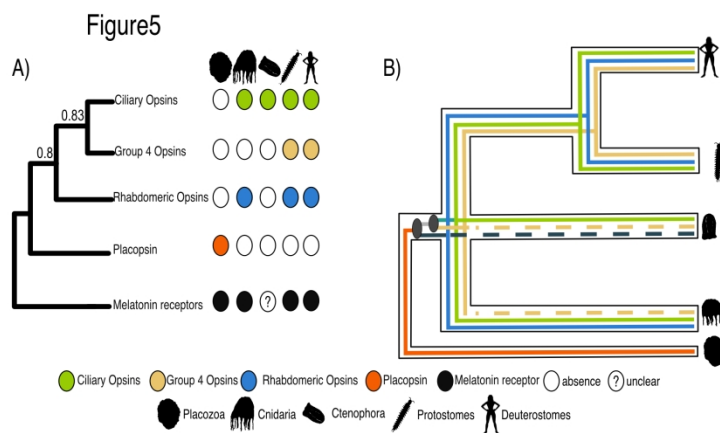 Figure5
A)
B)
Ciliary Opsins
0.83
Group 4 Opsins
0.8
Rhabdomeric Opsins
Placopsin
Melatonin receptors
?
Ciliary Opsins Group 4 Opsins Rhabdomeric Opsins Placopsin Melatonin receptor absence ? unclear
Placozoa Cnidaria Ctenophora Protostomes Deuterostomes